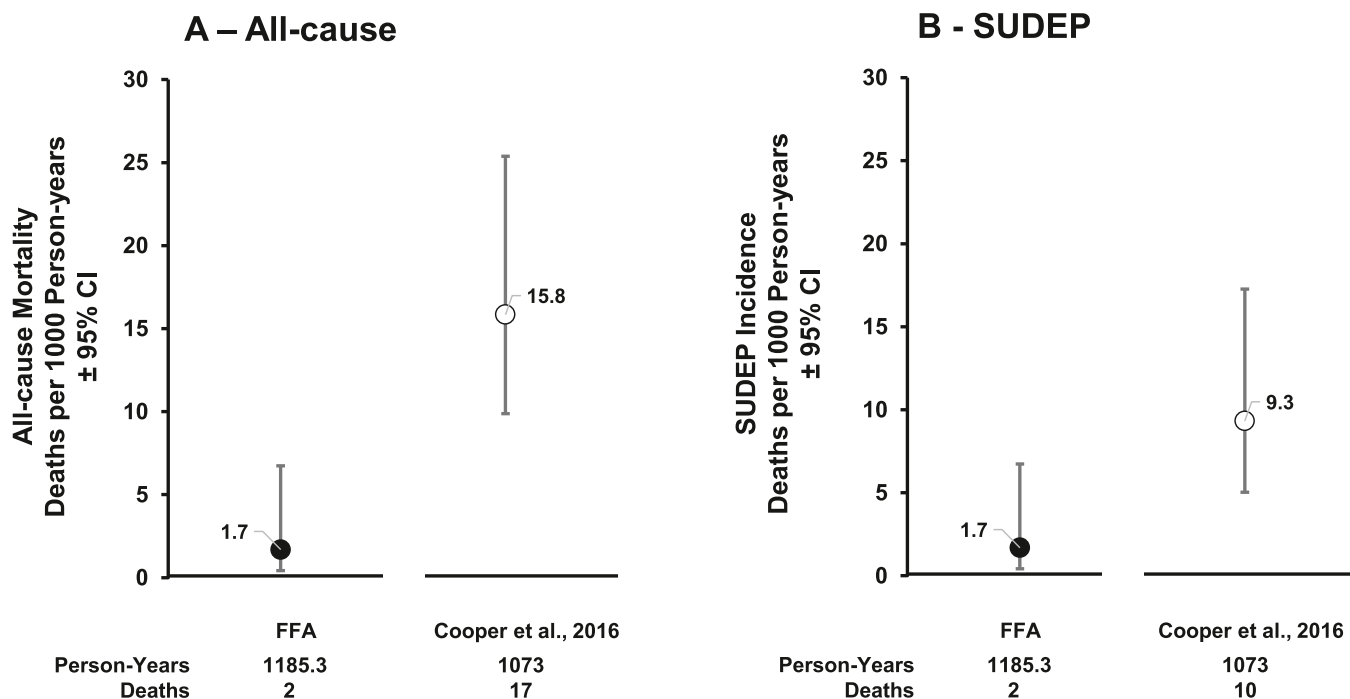 A – All-cause
All-cause Mortality
Deaths per 1000 Person-years
± 95% CI
30
25
20
15
10
5
0
1.7
15.8
FFA
Cooper et al., 2016
Person-Years 1185.3 1073
Deaths 2 17
B - SUDEP
SUDEP Incidence
Deaths per 1000 Person-years
± 95% CI
30
25
20
15
10
5
0
1.7
9.3
FFA
Cooper et al., 2016
Person-Years 1185.3 1073
Deaths 2 10